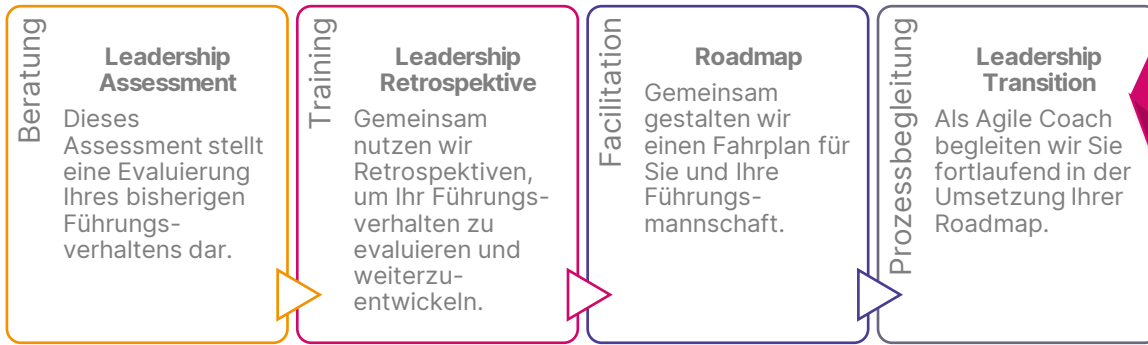 Beratung
Leadership
Assessment
Dieses
Assessment stellt
eine Evaluierung
Ihres bisherigen
Führungs-
verhaltens dar.
Training
Leadership
Retrospektive
Gemeinsam
nutzen wir
Retrospektiven,
um Ihr Führungs-
verhalten zu
evaluieren und
weiterzu-
entwickeln.
Facilitation
Roadmap
Gemeinsam
gestalten wir
einen Fahrplan für
Sie und Ihre
Führungs-
mannschaft.
Prozessbegleitung
Leadership
Transition
Als Agile Coach
begleiten wir Sie
fortlaufend in der
Umsetzung Ihrer
Roadmap.